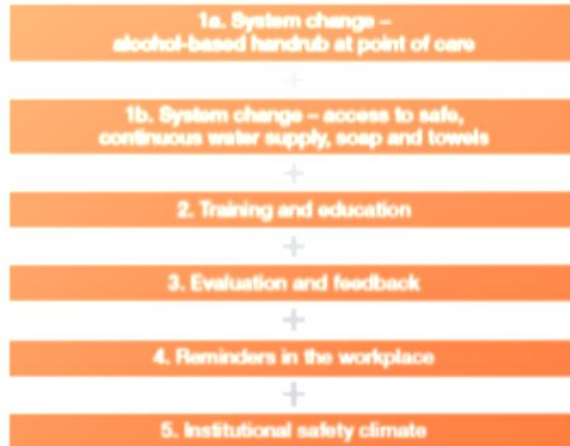 1a. System change –
alcohol-based handrub at point of care
+
1b. System change – access to safe,
continuous water supply, soap and towels
+
2. Training and education
+
3. Evaluation and feedback
+
4. Reminders in the workplace
+
5. Institutional safety climate